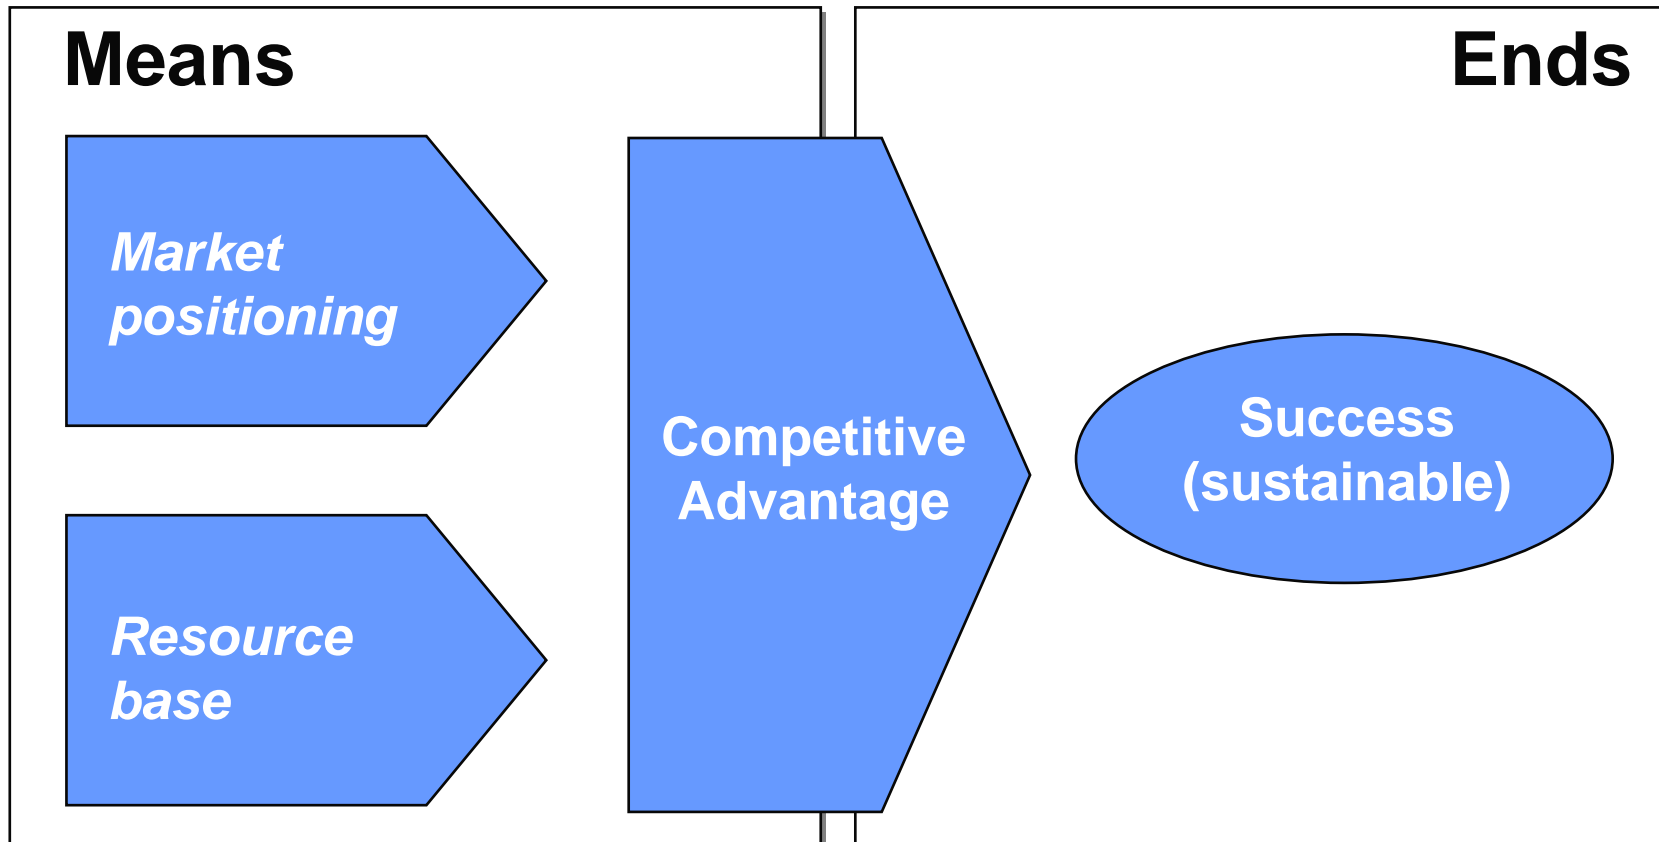 Means
Ends
Market
positioning
Competitive
Advantage
Success
(sustainable)
Resource
base